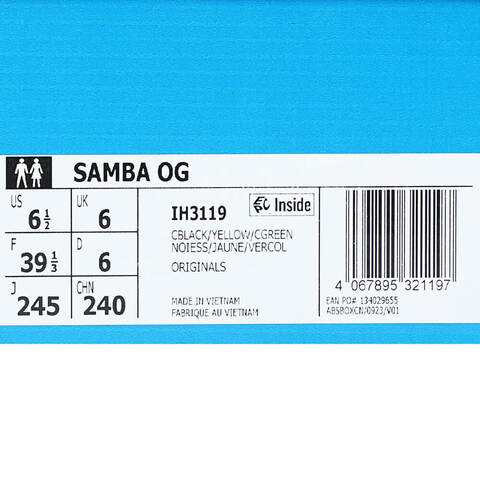 SAMBA OG
US 6 1/2 UK 6
F 39 1/3 D 6
J 245 CHN 240
IH3119 Inside
CBLACK/YELLOW/CGREEN
NOIESS/JAUNE/VERCOL
ORIGINALS
MADE IN VIETNAM
FABRIQUE AU VIETNAM
4 067895 321197
EAN PO# 134029655
ABSBOXCN/0923/V01